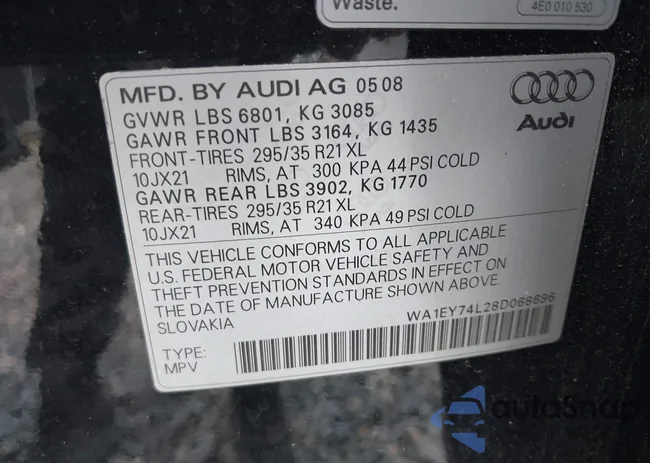 Waste.
4E0 010 530
MFD. BY AUDI AG 05 08
GVWR LBS 6801, KG 3085
GAWR FRONT LBS 3164, KG 1435
FRONT-TIRES 295/35 R21 XL
10JX21 RIMS, AT 300 KPA 44 PSI COLD
GAWR REAR LBS 3902, KG 1770
REAR-TIRES 295/35 R21 XL
10JX21 RIMS, AT 340 KPA 49 PSI COLD
Audi
THIS VEHICLE CONFORMS TO ALL APPLICABLE
U.S. FEDERAL MOTOR VEHICLE SAFETY AND
THEFT PREVENTION STANDARDS IN EFFECT ON
THE DATE OF MANUFACTURE SHOWN ABOVE.
SLOVAKIA
WA1EY74L28D068696
TYPE:
MPV
autoSnap